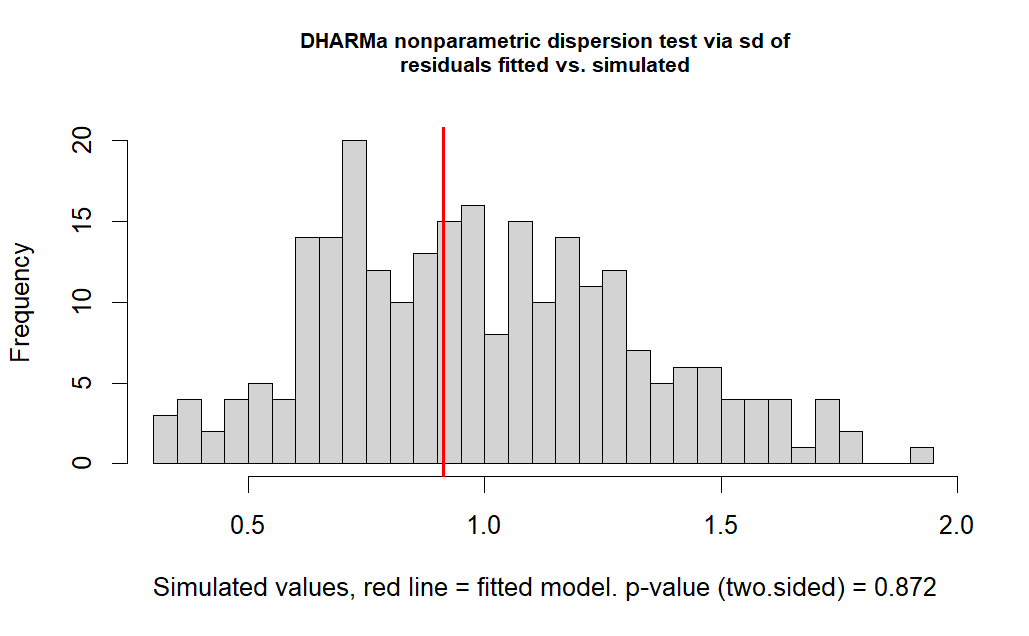 DHARMa nonparametric dispersion test via sd of
residuals fitted vs. simulated
Frequency
20
15
10
5
0
0.5 1.0 1.5 2.0
Simulated values, red line = fitted model. p-value (two.sided) = 0.872